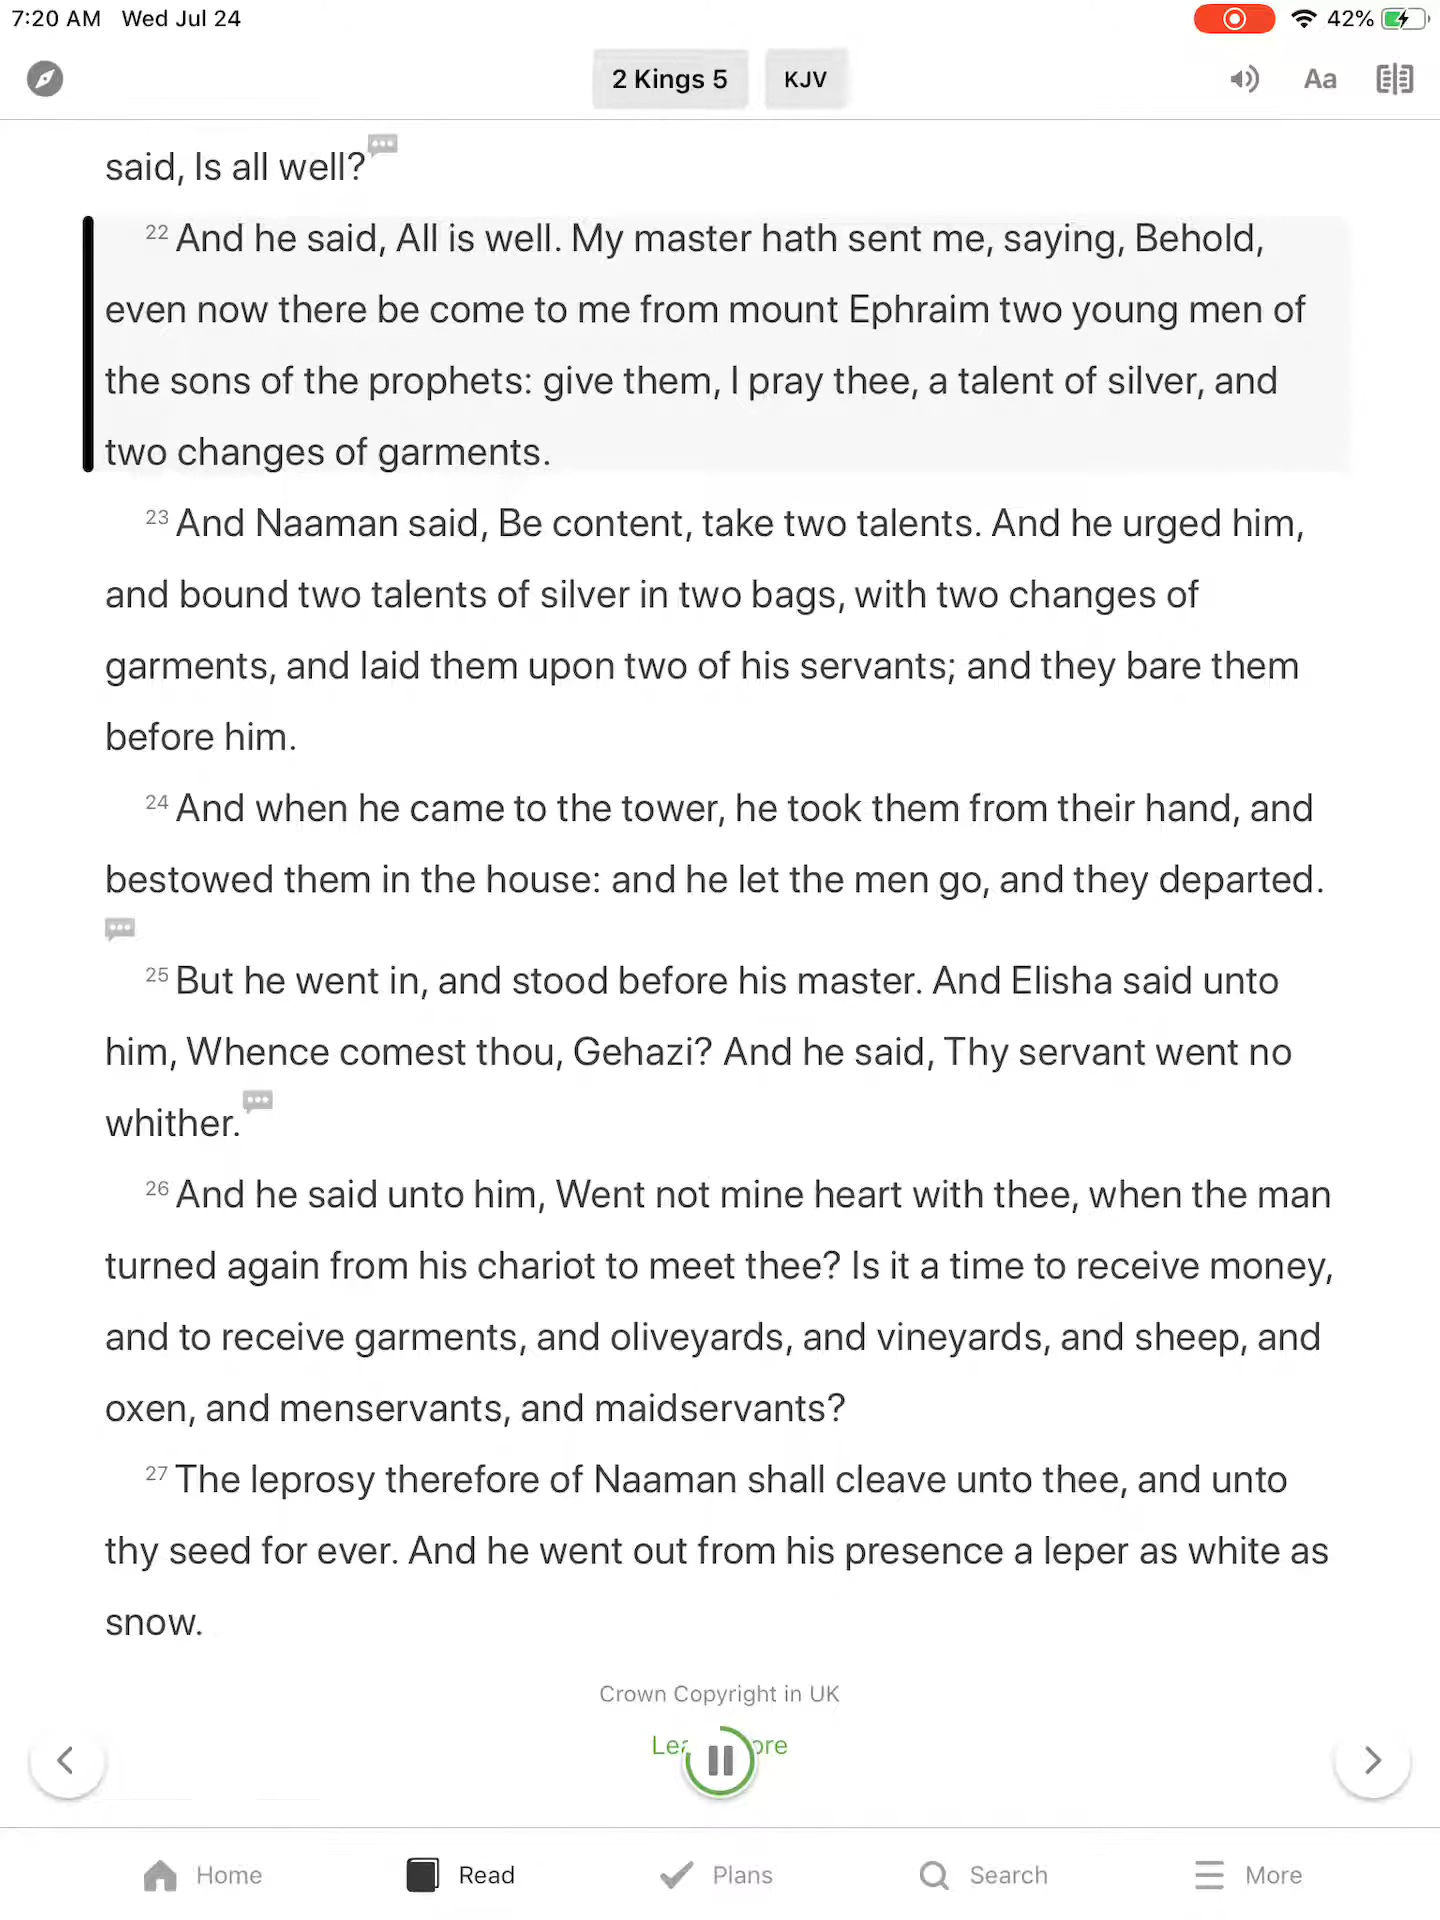 7:20 AM Wed Jul 24 42%
2 Kings 5 KJV Aa
said, Is all well?
22 And he said, All is well. My master hath sent me, saying, Behold,
even now there be come to me from mount Ephraim two young men of
the sons of the prophets: give them, I pray thee, a talent of silver, and
two changes of garments.
23 And Naaman said, Be content, take two talents. And he urged him,
and bound two talents of silver in two bags, with two changes of
garments, and laid them upon two of his servants; and they bare them
before him.
24 And when he came to the tower, he took them from their hand, and
bestowed them in the house: and he let the men go, and they departed.
25 But he went in, and stood before his master. And Elisha said unto
him, Whence comest thou, Gehazi? And he said, Thy servant went no
whither.
26 And he said unto him, Went not mine heart with thee, when the man
turned again from his chariot to meet thee? Is it a time to receive money,
and to receive garments, and oliveyards, and vineyards, and sheep, and
oxen, and menservants, and maidservants?
27 The leprosy therefore of Naaman shall cleave unto thee, and unto
thy seed for ever. And he went out from his presence a leper as white as
snow.
Crown Copyright in UK
Home Read Plans Search More